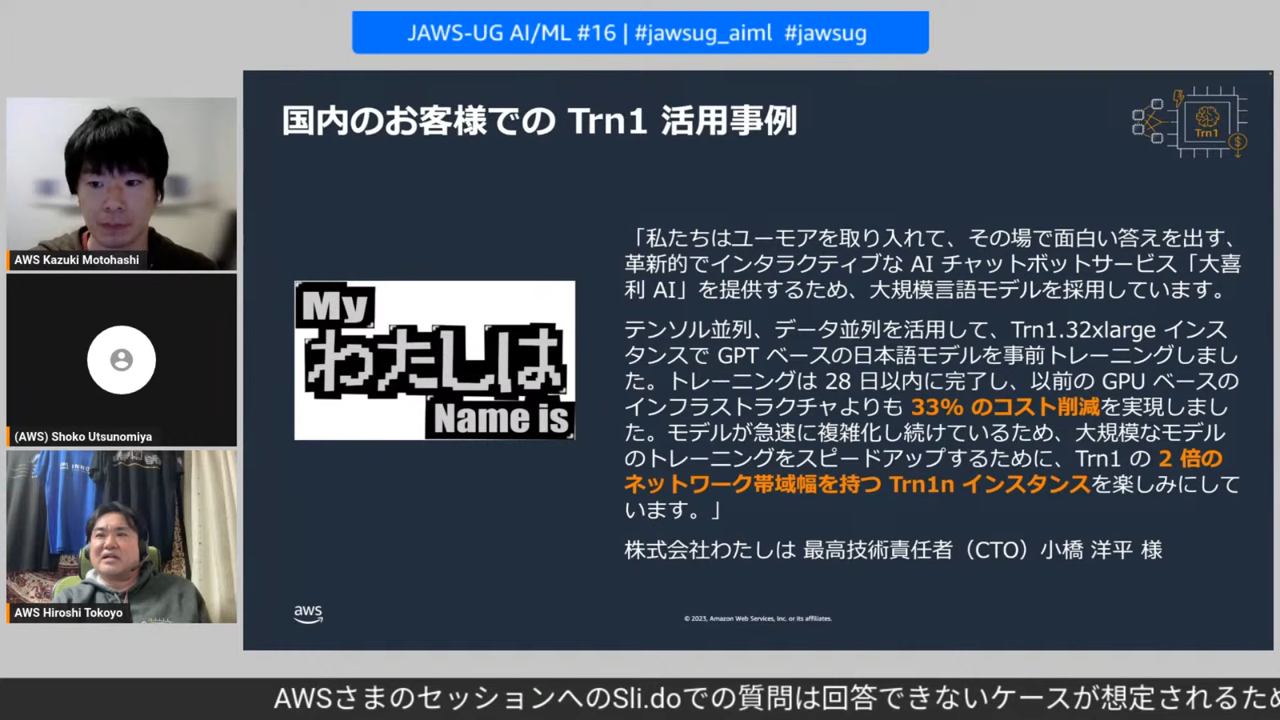 JAWS-UG AI/ML #16 | #jawsug_aiml #jawsug
国内のお客様での Trn1 活用事例
Trn1
$
AWS Kazuki Motohashi
(AWS) Shoko Utsunomiya
AWS Hiroshi Tokoyo
My
わたしは
Name is
「私たちはユーモアを取り入れて、その場で面白い答えを出す、
革新的でインタラクティブな AI チャットボットサービス「大喜
利 AI」を提供するため、大規模言語モデルを採用しています。
テンソル並列、データ並列を活用して、Trn1.32xlarge インス
タンスで GPT ベースの日本語モデルを事前トレーニングしまし
た。トレーニングは 28 日以内に完了し、以前の GPU ベースの
インフラストラクチャよりも 33% のコスト削減を実現しまし
た。モデルが急速に複雑化し続けているため、大規模なモデル
のトレーニングをスピードアップするために、Trn1 の 2 倍の
ネットワーク帯域幅を持つ Trn1n インスタンスを楽しみにして
います。」
株式会社わたしは 最高技術責任者（CTO）小橋 洋平 様
aws
© 2023, Amazon Web Services, Inc. or its affiliates.
AWSさまのセッションへのSli.doでの質問は回答できないケースが想定されるため